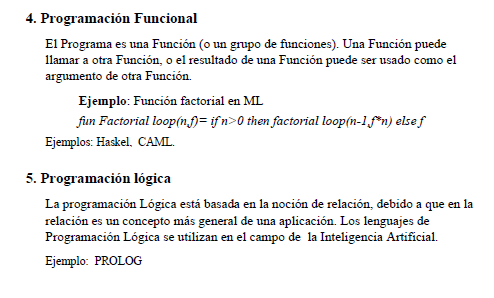 4. Programación Funcional
El Programa es una Función (o un grupo de funciones). Una Función puede
llamar a otra Función, o el resultado de una Función puede ser usado como el
argumento de otra Función.
Ejemplo: Función factorial en ML
fun Factorial loop(n,f)= if n>0 then factorial loop(n-1,f*n) else f
Ejemplos: Haskel, CAML.
5. Programación lógica
La programación Lógica está basada en la noción de relación, debido a que en la
relación es un concepto más general de una aplicación. Los lenguajes de
Programación Lógica se utilizan en el campo de la Inteligencia Artificial.
Ejemplo: PROLOG